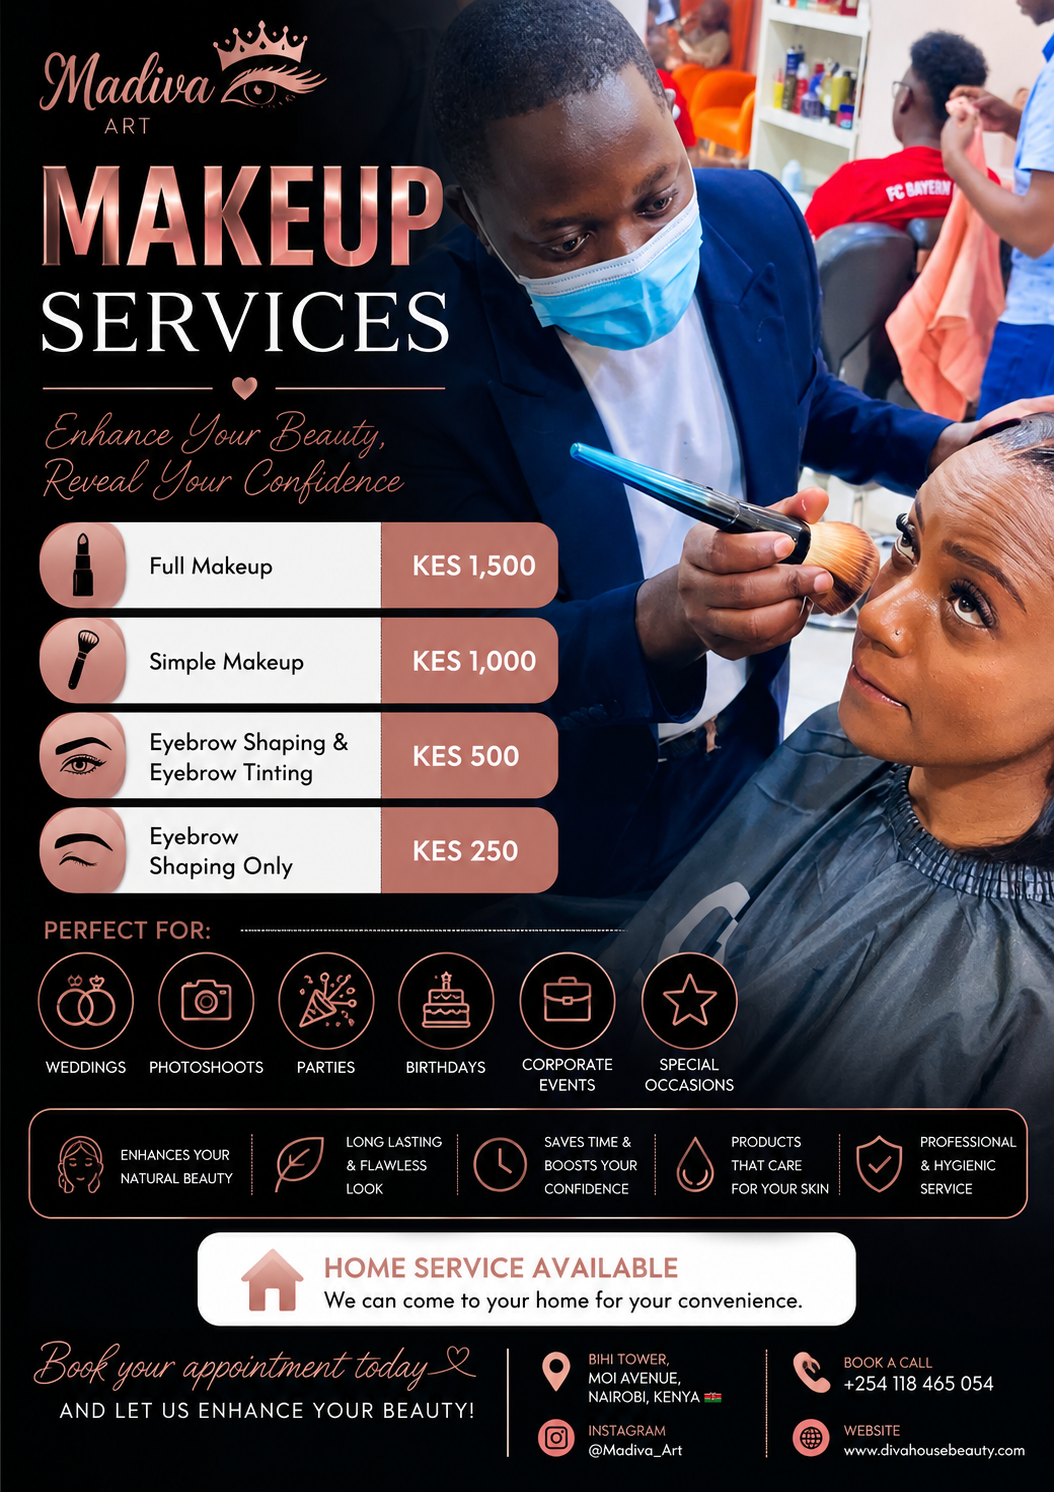 Madiva
ART
MAKEUP
SERVICES
Enhance Your Beauty,
Reveal Your Confidence
Full Makeup
KES 1,500
Simple Makeup
KES 1,000
Eyebrow Shaping &
Eyebrow Tinting
KES 500
Eyebrow
Shaping Only
KES 250
PERFECT FOR:
WEDDINGS
PHOTOSHOOTS
PARTIES
BIRTHDAYS
CORPORATE
EVENTS
SPECIAL
OCCASIONS
ENHANCES YOUR
NATURAL BEAUTY
LONG LASTING
& FLAWLESS
LOOK
SAVES TIME &
BOOSTS YOUR
CONFIDENCE
PRODUCTS
THAT CARE
FOR YOUR SKIN
PROFESSIONAL
& HYGIENIC
SERVICE
HOME SERVICE AVAILABLE
We can come to your home for your convenience.
Book your appointment today
AND LET US ENHANCE YOUR BEAUTY!
BIHI TOWER,
MOI AVENUE,
NAIROBI, KENYA 🇰🇪
INSTAGRAM
@Madiva_Art
BOOK A CALL
+254 118 465 054
WEBSITE
www.divahousebeauty.com
FC BAYERN